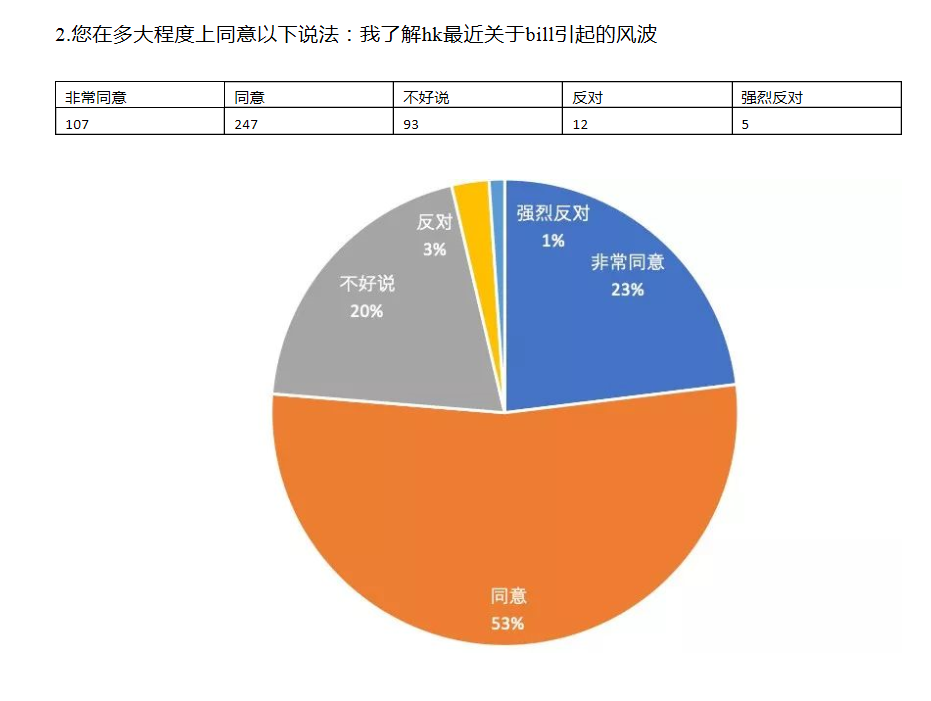 2.您在多大程度上同意以下说法：我了解hk最近关于bill引起的风波
非常同意 同意 不好说 反对 强烈反对
107 247 93 12 5
强烈反对
1%
反对
3%
非常同意
23%
不好说
20%
同意
53%